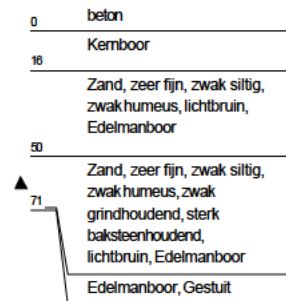 0 beton
Kernboor
16
Zand, zeer fijn, zwak siltig,
zwak humeus, lichtbruin,
Edelmanboor
50
Zand, zeer fijn, zwak siltig,
zwak humeus, zwak
71 grindhoudend, sterk
baksteenhoudend,
lichtbruin, Edelmanboor
Edelmanboor, Gestuit